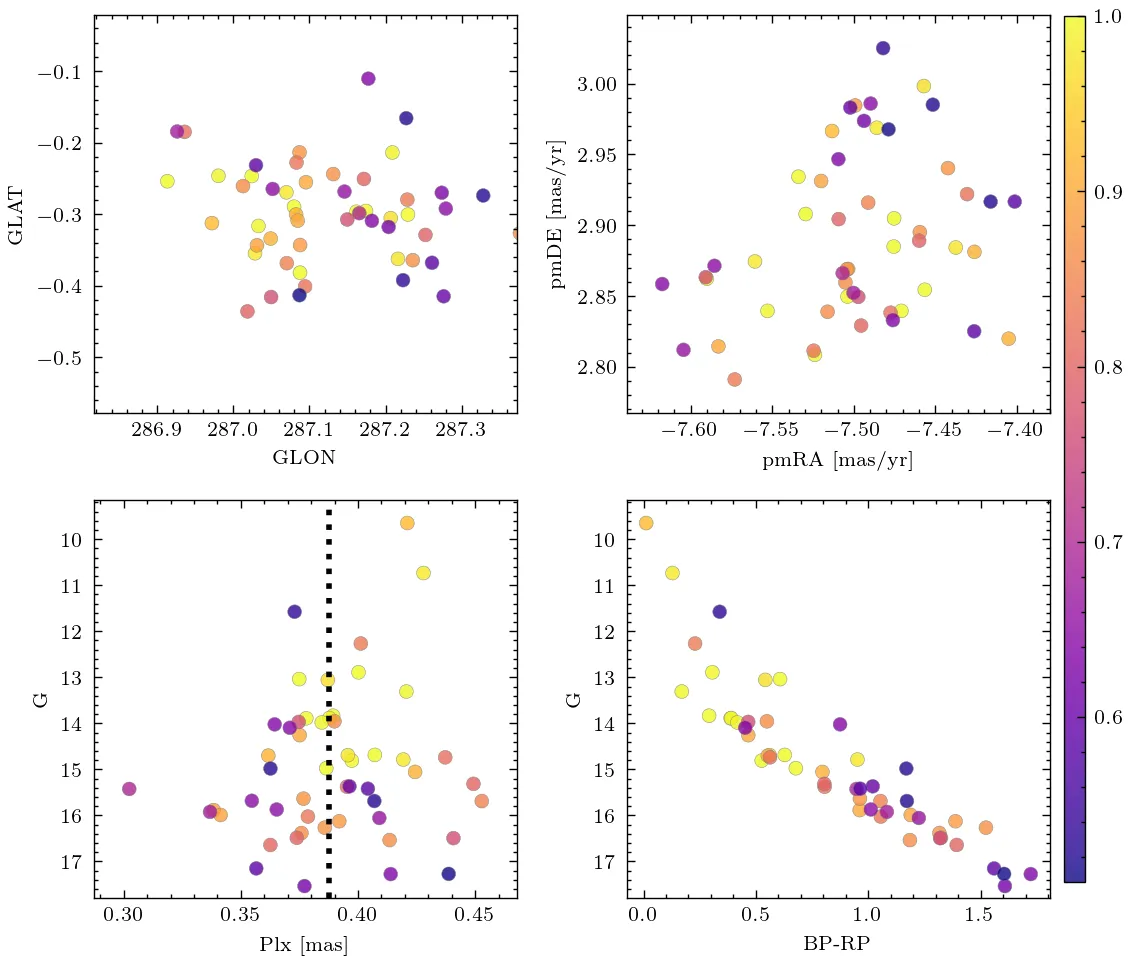 −0.1
−0.2
−0.3
−0.4
−0.5
GLAT
286.9 287.0 287.1 287.2 287.3
GLON
3.00
2.95
2.90
2.85
2.80
pmDE [mas/yr]
−7.60 −7.55 −7.50 −7.45 −7.40
pmRA [mas/yr]
1.0
0.9
0.8
0.7
0.6
10
11
12
13
14
15
16
17
G
0.30 0.35 0.40 0.45
Plx [mas]
10
11
12
13
14
15
16
17
G
0.0 0.5 1.0 1.5
BP-RP